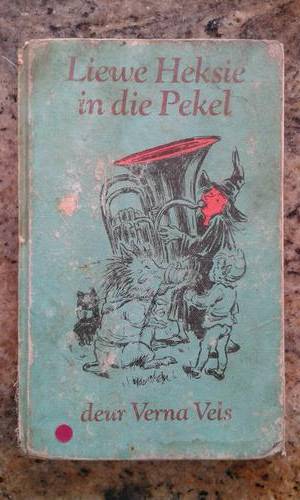 Liewe Heksie
in die Pekel
deur Verna Vels